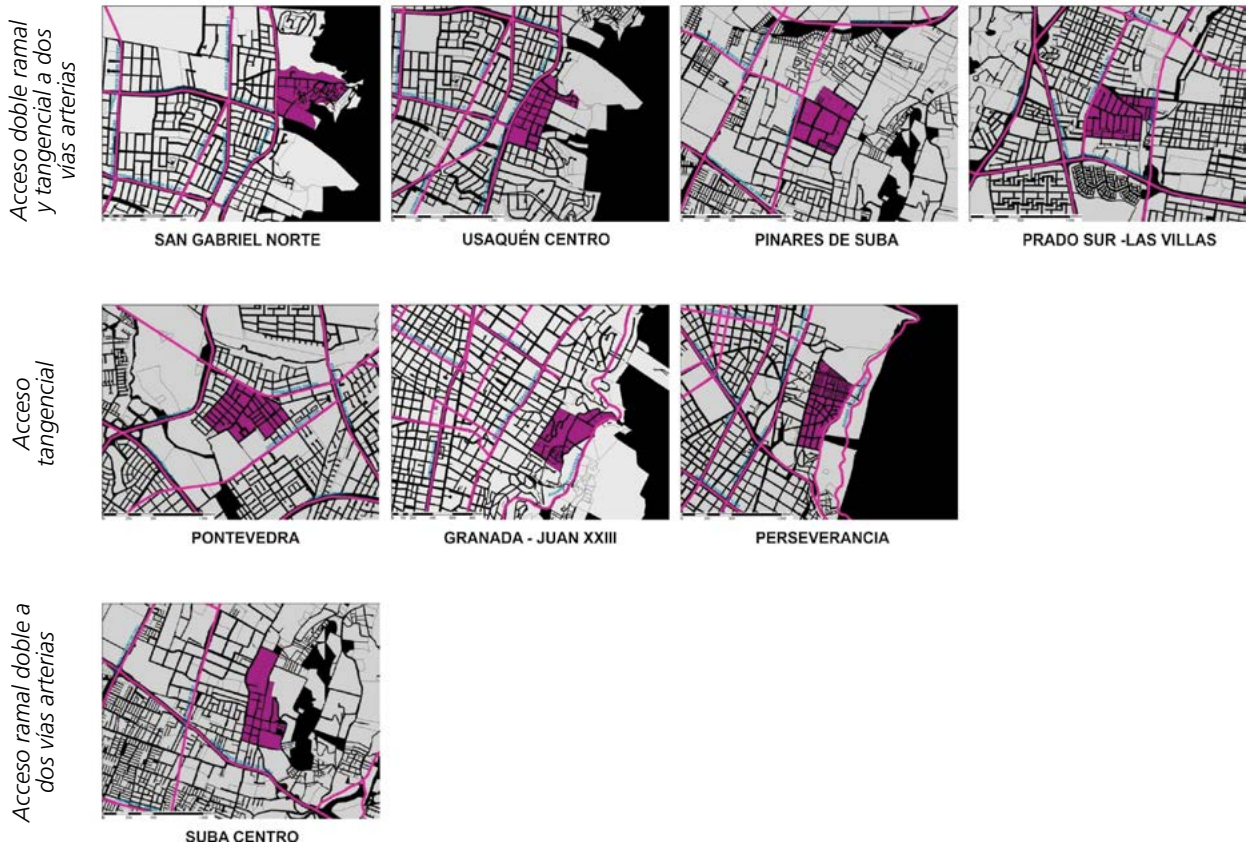 Acceso doble ramal
y tangencial a dos
vías arterias
SAN GABRIEL NORTE
USAQUÉN CENTRO
PINARES DE SUBA
PRADO SUR -LAS VILLAS
Acceso
tangencial
PONTEVEDRA
GRANADA - JUAN XXIII
PERSEVERANCIA
Acceso ramal doble a
dos vías arterias
SUBA CENTRO